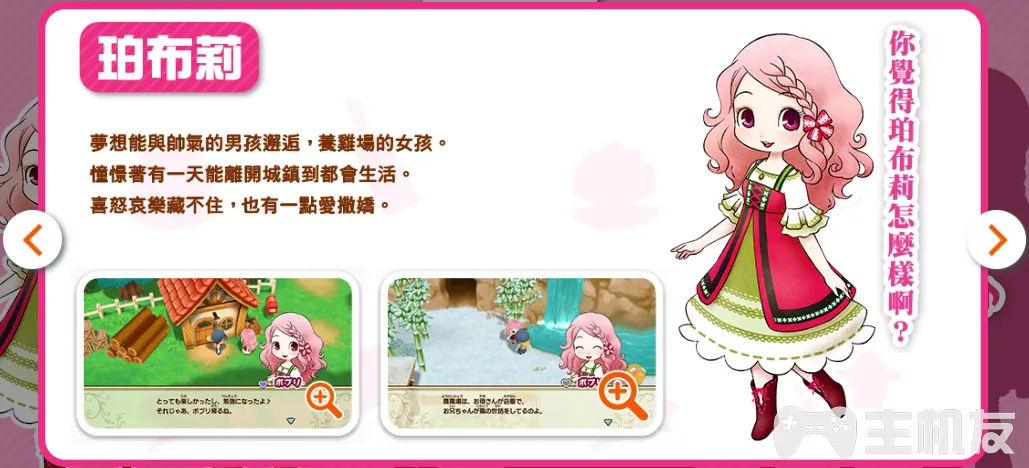 珀布莉
夢想能與帥氣的男孩邂逅，養雞場的女孩。
憧憬著有一天能離開城鎮到都會生活。
喜怒哀樂藏不住，也有一點愛撒嬌。
你覺得珀布莉怎麼樣啊？
ポプリ
とっても楽しかったし、勉強になったよ♪
それじゃあ、ポプリ帰るね。
ポプリ
養鶏場は、お母さんが店番で、
お兄ちゃんが鶏の世話をしてるのよ。
主机友